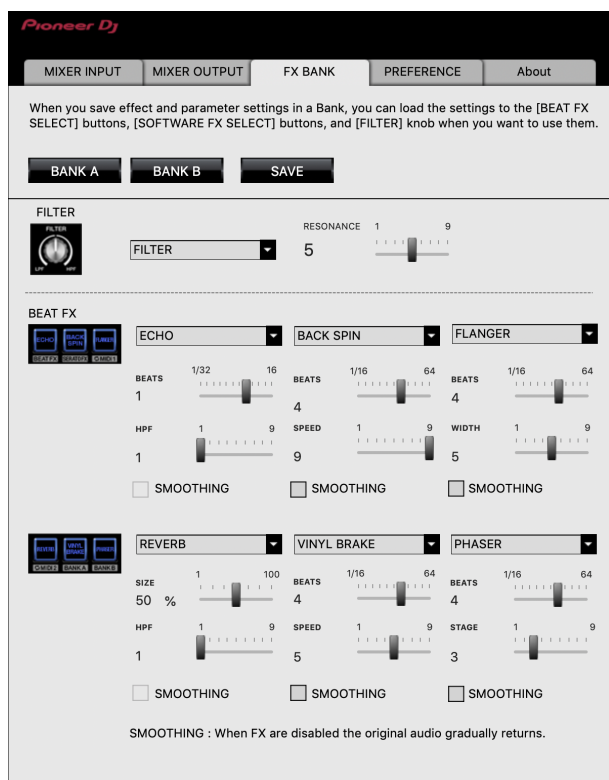 Pioneer Dj
MIXER INPUT MIXER OUTPUT FX BANK PREFERENCE About
When you save effect and parameter settings in a Bank, you can load the settings to the [BEAT FX
SELECT] buttons, [SOFTWARE FX SELECT] buttons, and [FILTER] knob when you want to use them.
BANK A BANK B SAVE
FILTER
FILTER
LPF HPF
FILTER
RESONANCE 1 9
5
BEAT FX
ECHO BACK SPIN FLANGER
BEAT FX SERATO FX MIDI 1
ECHO BACK SPIN FLANGER
BEATS 1/32 16 BEATS 1/16 64 BEATS 1/16 64
1 4 4
HPF 1 9 SPEED 1 9 WIDTH 1 9
1 9 5
SMOOTHING SMOOTHING SMOOTHING
REVERB VINYL BRAKE PHASER
MIDI 2 BANK A BANK B
REVERB VINYL BRAKE PHASER
SIZE 1 100 BEATS 1/16 64 BEATS 1/16 64
50 % 4 4
HPF 1 9 SPEED 1 9 STAGE 1 9
1 5 3
SMOOTHING SMOOTHING SMOOTHING
SMOOTHING : When FX are disabled the original audio gradually returns.